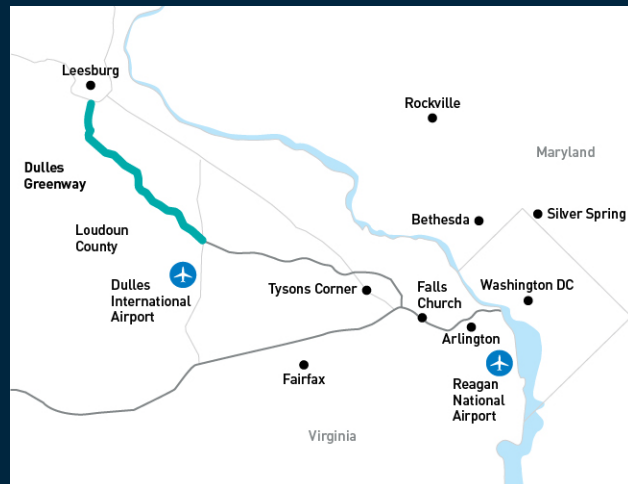 Leesburg
Rockville
Maryland
Dulles
Greenway
Loudoun
County
Bethesda
Silver Spring
Dulles
International
Airport
Tysons Corner
Falls
Church
Washington DC
Arlington
Fairfax
Reagan
National
Airport
Virginia